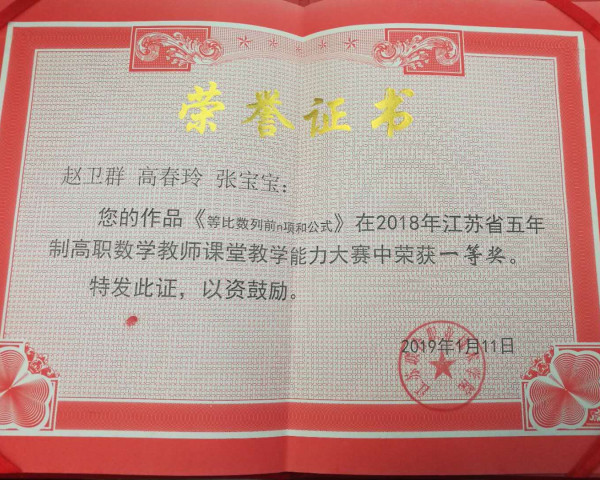 荣誉证书
赵卫群 高春玲 张宝宝：
您的作品《等比数列前n项和公式》在2018年江苏省五年
制高职数学教师课堂教学能力大赛中荣获一等奖。
特发此证，以资鼓励。
2019年1月11日